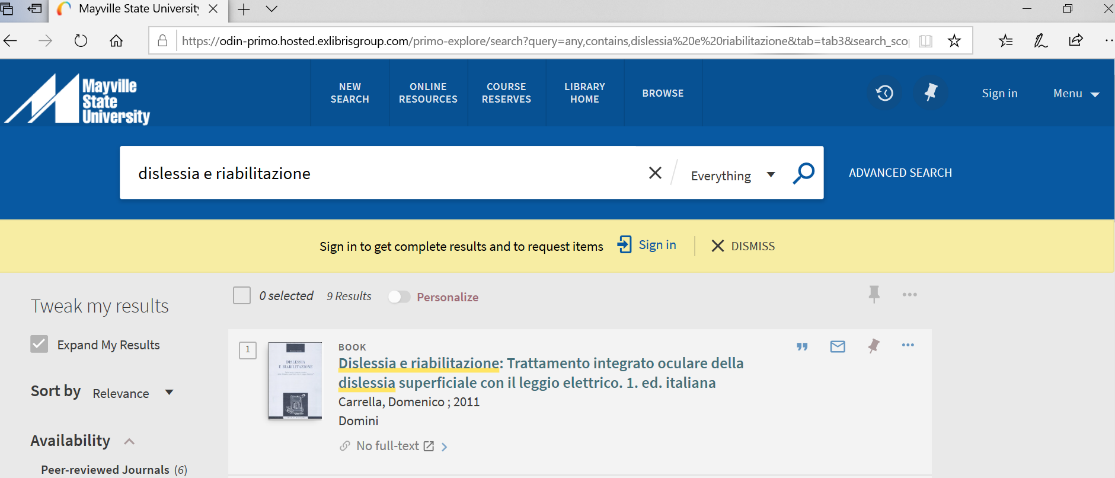 Mayville State University
https://odin-primo.hosted.exlibrisgroup.com/primo-explore/search?query=any,contains,dislessia%20e%20riabilitazione&tab=tab3&search_sco
Mayville
State
University
NEW
SEARCH
ONLINE
RESOURCES
COURSE
RESERVES
LIBRARY
HOME
BROWSE
Sign in
Menu
dislessia e riabilitazione
Everything
ADVANCED SEARCH
Sign in to get complete results and to request items
Sign in
DISMISS
Tweak my results
0 selected
9 Results
Personalize
Expand My Results
Sort by Relevance
Availability
Peer-reviewed Journals (6)
1
DISLESSIA
E RIABILITAZIONE
BOOK
Dislessia e riabilitazione: Trattamento integrato oculare della
dislessia superficiale con il leggio elettrico. 1. ed. italiana
Carrella, Domenico ; 2011
Domini
No full-text